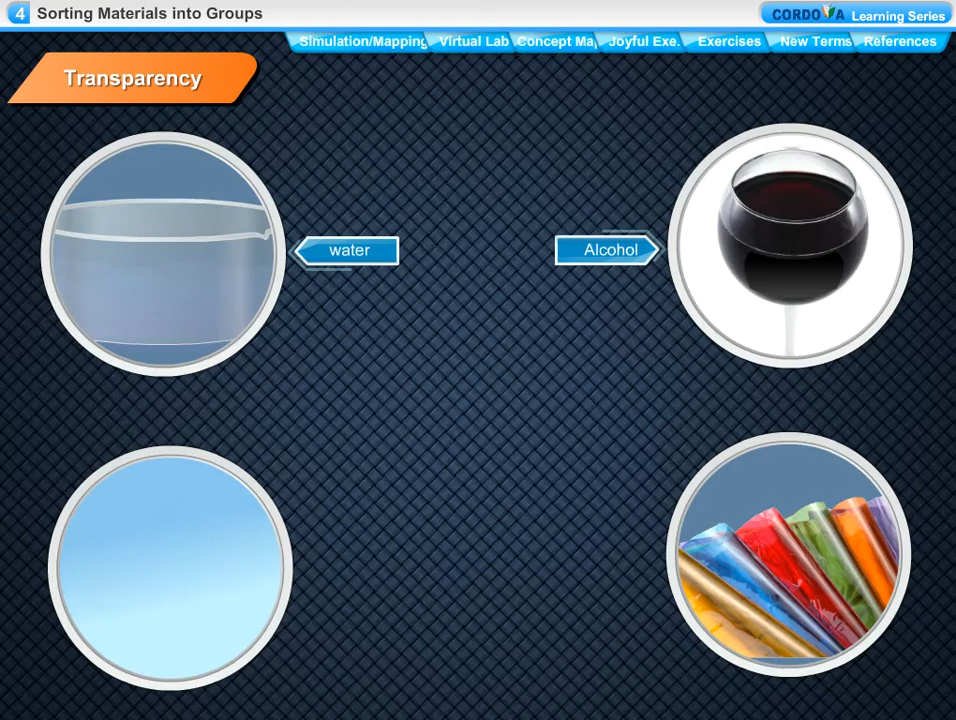 4 Sorting Materials into Groups
CORDOVA Learning Series
Simulation/Mapping Virtual Lab Concept Map Joyful Exe. Exercises New Terms References
Transparency
water
Alcohol